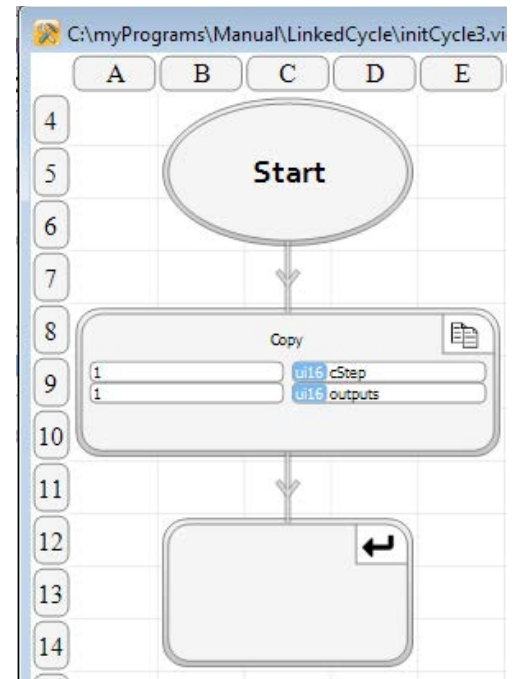 C:\myPrograms\Manual\LinkedCycle\initCycle3.vi
A B C D E
4
5
Start
6
7
8
Copy
9
1 ui16 cStep
1 ui16 outputs
10
11
12
13
14